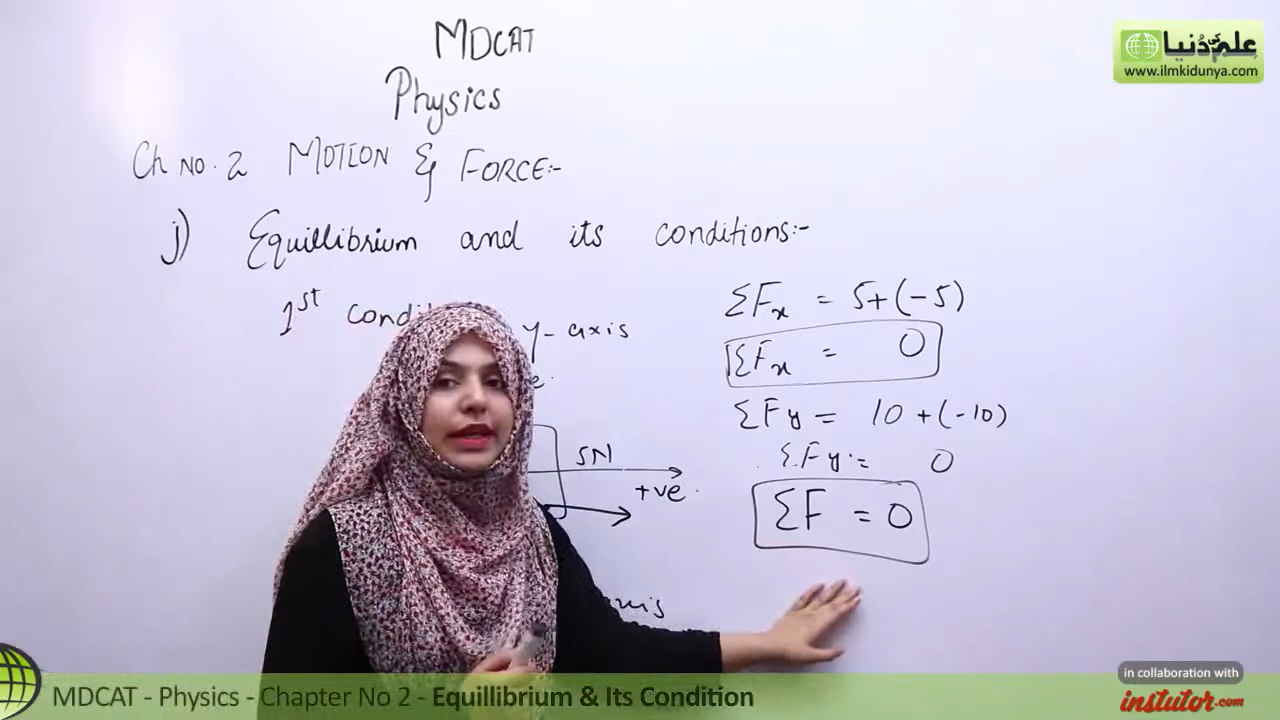 MDCAT
Physics
Ch No. 2 MOTION & FORCE:-
j) Equillibrium and its conditions:-
1st
y-axis
5N
+ve
ΣFx = 5+(-5)
ΣFx = 0
ΣFy = 10+(-10)
ΣFy = 0
ΣF = 0
علم کی دُنیا
www.ilmkidunya.com
in collaboration with
instutor.com
MDCAT - Physics - Chapter No 2 - Equillibrium & Its Condition